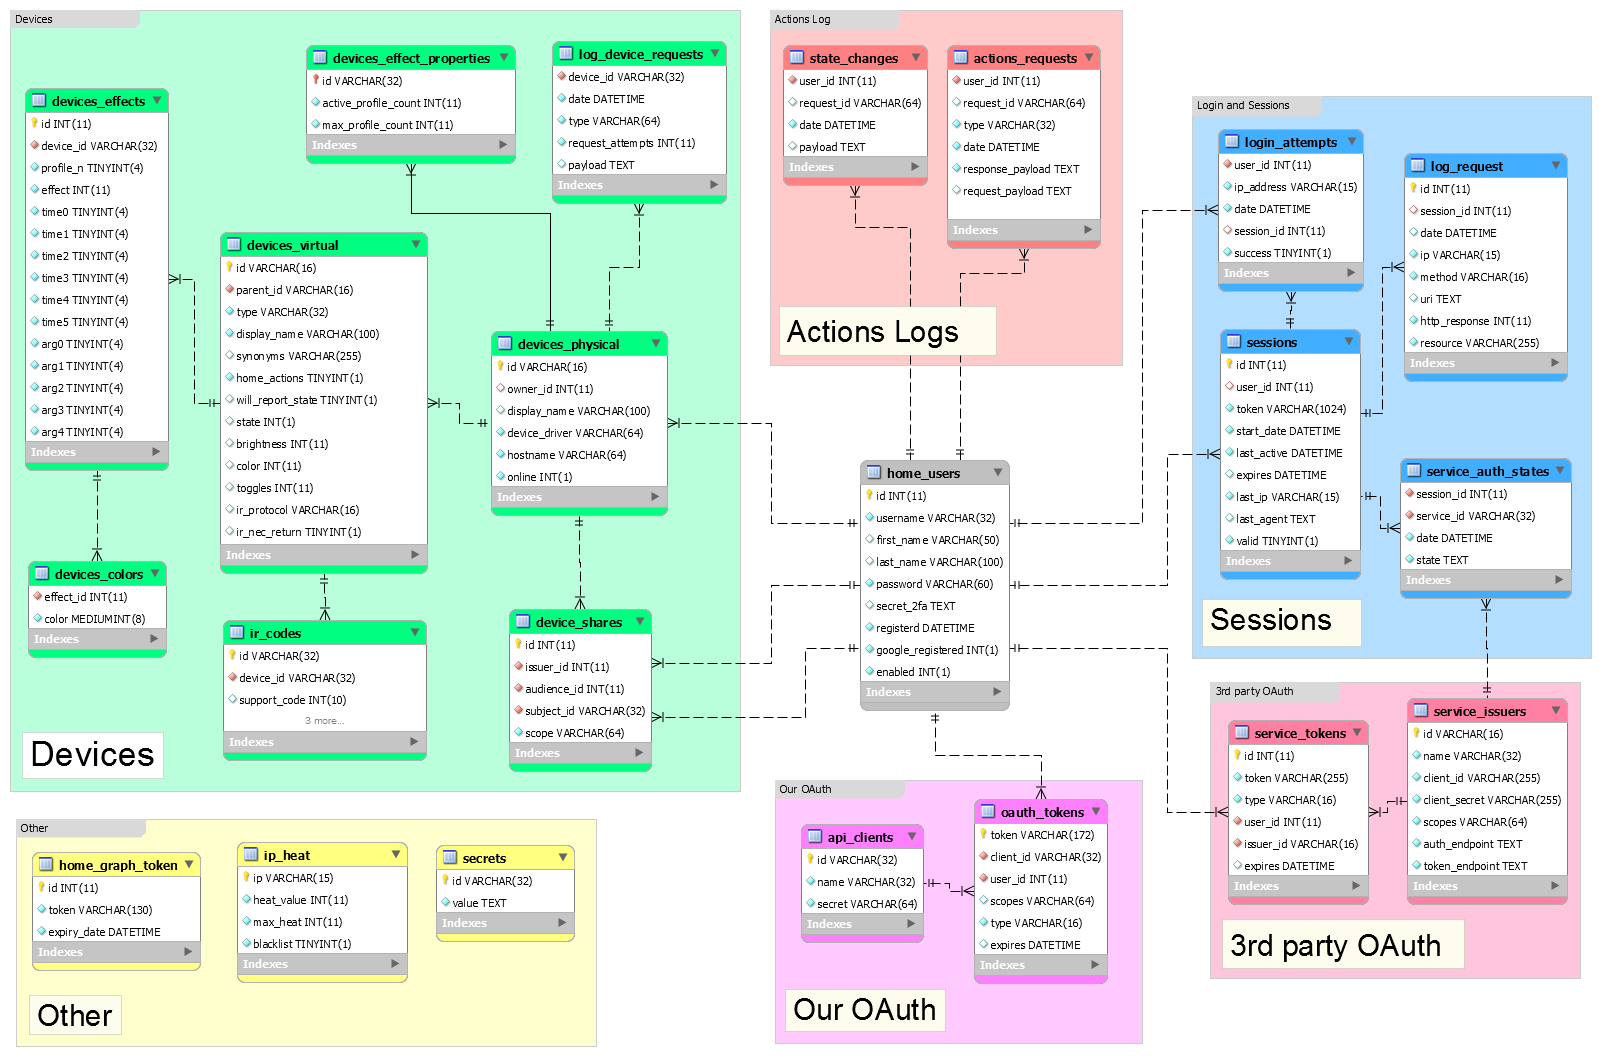 Devices
devices_effects
id INT(11)
device_id VARCHAR(32)
profile_n TINYINT(4)
effect INT(11)
time0 TINYINT(4)
time1 TINYINT(4)
time2 TINYINT(4)
time3 TINYINT(4)
time4 TINYINT(4)
time5 TINYINT(4)
arg0 TINYINT(4)
arg1 TINYINT(4)
arg2 TINYINT(4)
arg3 TINYINT(4)
arg4 TINYINT(4)
Indexes
devices_effect_properties
id VARCHAR(32)
active_profile_count INT(11)
max_profile_count INT(11)
Indexes
log_device_requests
device_id VARCHAR(32)
date DATETIME
type VARCHAR(64)
request_attempts INT(11)
payload TEXT
Indexes
devices_virtual
id VARCHAR(16)
parent_id VARCHAR(16)
type VARCHAR(32)
display_name VARCHAR(100)
synonyms VARCHAR(255)
home_actions TINYINT(1)
will_report_state TINYINT(1)
state INT(1)
brightness INT(11)
color INT(11)
toggles INT(11)
ir_protocol VARCHAR(16)
ir_nec_return TINYINT(1)
Indexes
devices_physical
id VARCHAR(16)
owner_id INT(11)
display_name VARCHAR(100)
device_driver VARCHAR(64)
hostname VARCHAR(64)
online INT(1)
Indexes
devices_colors
effect_id INT(11)
color MEDIUMINT(8)
Indexes
ir_codes
id VARCHAR(32)
device_id VARCHAR(32)
support_code INT(10)
3 more...
Indexes
device_shares
id INT(11)
issuer_id INT(11)
audience_id INT(11)
subject_id VARCHAR(32)
scope VARCHAR(64)
Indexes
Devices
Actions Log
state_changes
user_id INT(11)
request_id VARCHAR(64)
date DATETIME
payload TEXT
Indexes
actions_requests
user_id INT(11)
request_id VARCHAR(64)
type VARCHAR(32)
date DATETIME
response_payload TEXT
request_payload TEXT
Indexes
Actions Logs
home_users
id INT(11)
username VARCHAR(32)
first_name VARCHAR(50)
last_name VARCHAR(100)
password VARCHAR(60)
secret_2fa TEXT
registerd DATETIME
google_registered INT(1)
enabled INT(1)
Indexes
Login and Sessions
login_attempts
user_id INT(11)
ip_address VARCHAR(15)
date DATETIME
session_id INT(11)
success TINYINT(1)
Indexes
log_request
id INT(11)
session_id INT(11)
date DATETIME
ip VARCHAR(15)
method VARCHAR(16)
uri TEXT
http_response INT(11)
resource VARCHAR(255)
Indexes
sessions
id INT(11)
user_id INT(11)
token VARCHAR(1024)
start_date DATETIME
last_active DATETIME
expires DATETIME
last_ip VARCHAR(15)
last_agent TEXT
valid TINYINT(1)
Indexes
service_auth_states
session_id INT(11)
service_id VARCHAR(32)
date DATETIME
state TEXT
Indexes
Sessions
3rd party OAuth
service_tokens
id INT(11)
token VARCHAR(255)
type VARCHAR(16)
user_id INT(11)
issuer_id VARCHAR(16)
expires DATETIME
Indexes
service_issuers
id VARCHAR(16)
name VARCHAR(32)
client_id VARCHAR(255)
client_secret VARCHAR(255)
scopes VARCHAR(64)
auth_endpoint TEXT
token_endpoint TEXT
Indexes
3rd party OAuth
Our OAuth
api_clients
id VARCHAR(32)
name VARCHAR(32)
secret VARCHAR(64)
Indexes
oauth_tokens
token VARCHAR(172)
client_id VARCHAR(32)
user_id INT(11)
scopes VARCHAR(64)
type VARCHAR(16)
expires DATETIME
Indexes
Our OAuth
Other
home_graph_token
id INT(11)
token VARCHAR(130)
expiry_date DATETIME
Indexes
ip_heat
ip VARCHAR(15)
heat_value INT(11)
max_heat INT(11)
blacklist TINYINT(1)
Indexes
secrets
id VARCHAR(32)
value TEXT
Indexes
Other